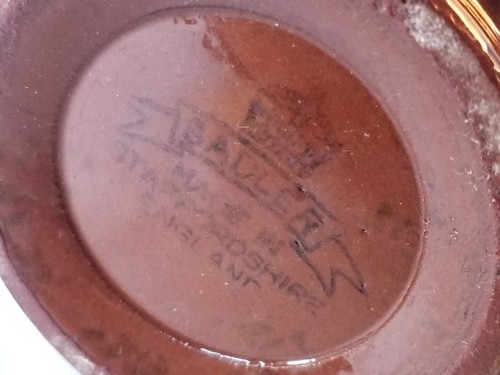 SADLER
MADE IN
STAFFORDSHIRE
ENGLAND